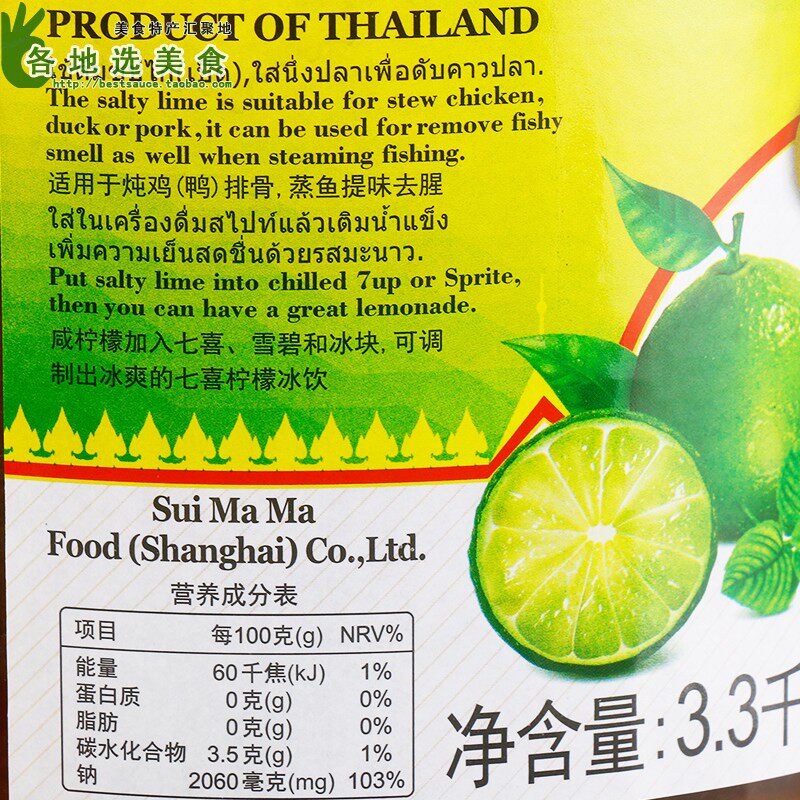 美食特产汇聚地
各地选美食
http://bestsauce.taobao.com
PRODUCT OF THAILAND
,ใส่นึ่งปลาเพื่อดับคาวปลา.
The salty lime is suitable for stew chicken,
duck or pork, it can be used for remove fishy
smell as well when steaming fishing.
适用于炖鸡(鸭)排骨,蒸鱼提味去腥
ใส่ในเครื่องดื่มสไปท์แล้วเติมน้ำแข็ง
เพิ่มความเย็นสดชื่นด้วยรสมะนาว.
Put salty lime into chilled 7up or Sprite,
then you can have a great lemonade.
咸柠檬加入七喜、雪碧和冰块,可调
制出冰爽的七喜柠檬冰饮
Sui Ma Ma
Food (Shanghai) Co.,Ltd.
营养成分表
项目 每100克(g) NRV%
能量 60千焦(kJ) 1%
蛋白质 0克(g) 0%
脂肪 0克(g) 0%
碳水化合物 3.5克(g) 1%
钠 2060毫克(mg) 103%
净含量:3.3千